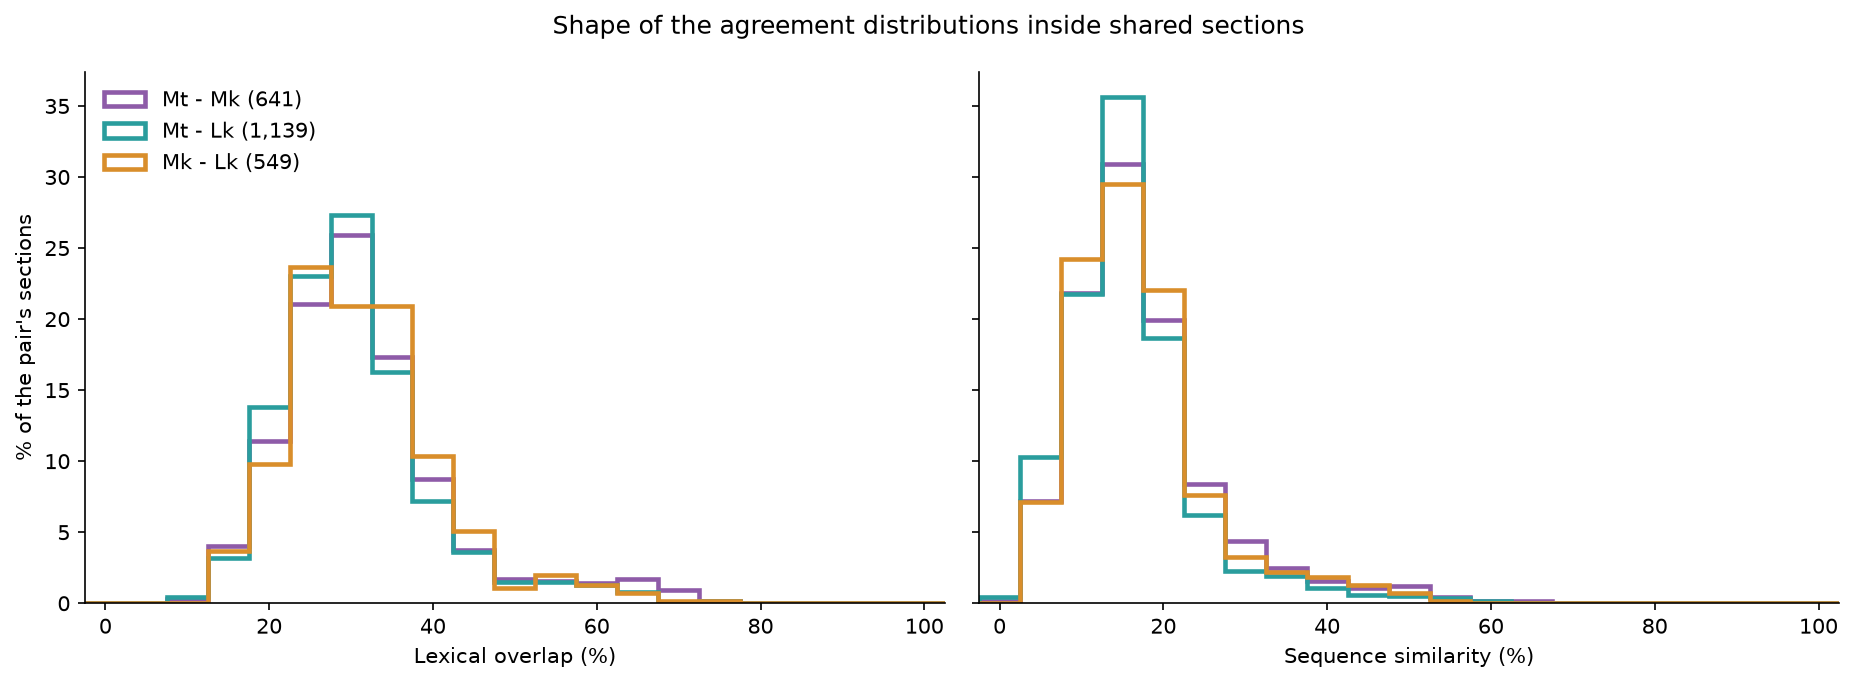 Shape of the agreement distributions inside shared sections
Mt - Mk (641)
Mt - Lk (1,139)
Mk - Lk (549)
% of the pair's sections
35
30
25
20
15
10
5
0
0 20 40 60 80 100
Lexical overlap (%)
0 20 40 60 80 100
Sequence similarity (%)